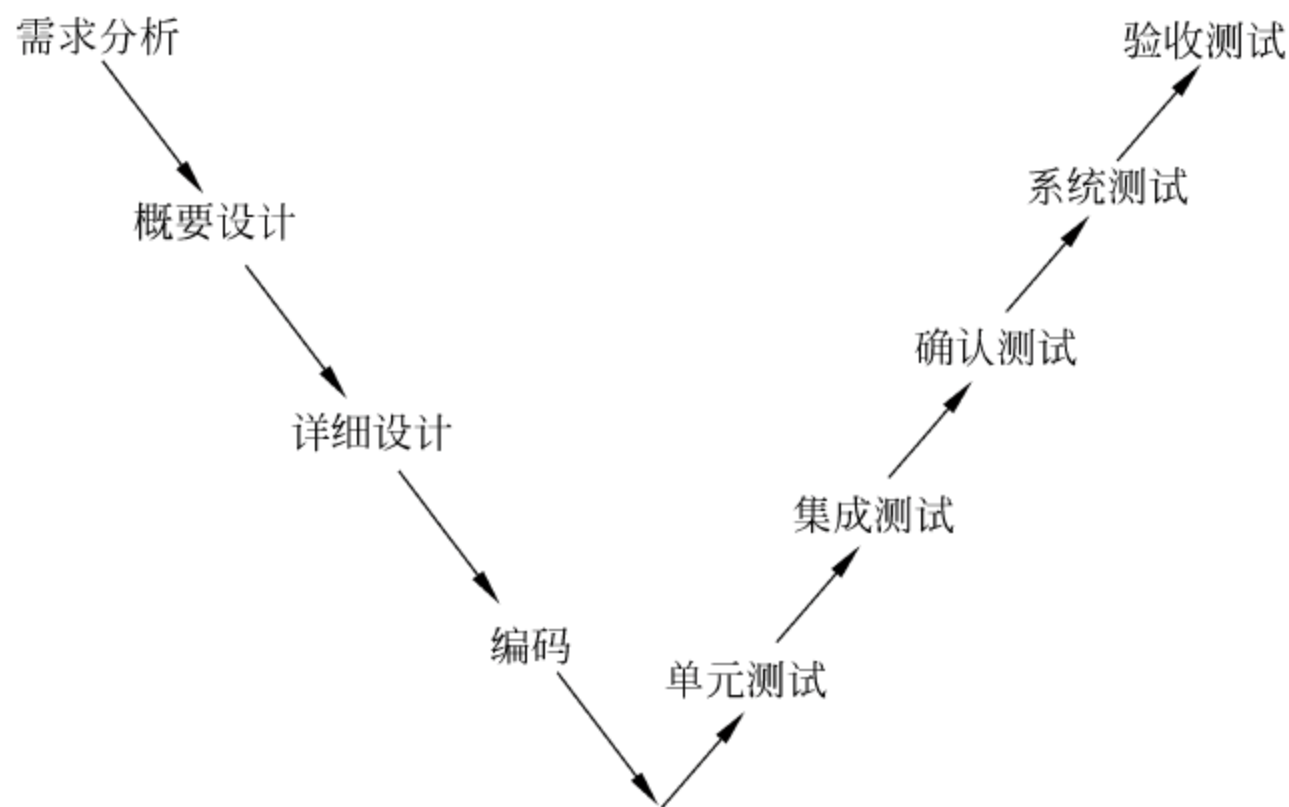 需求分析
概要设计
详细设计
编码
单元测试
集成测试
确认测试
系统测试
验收测试